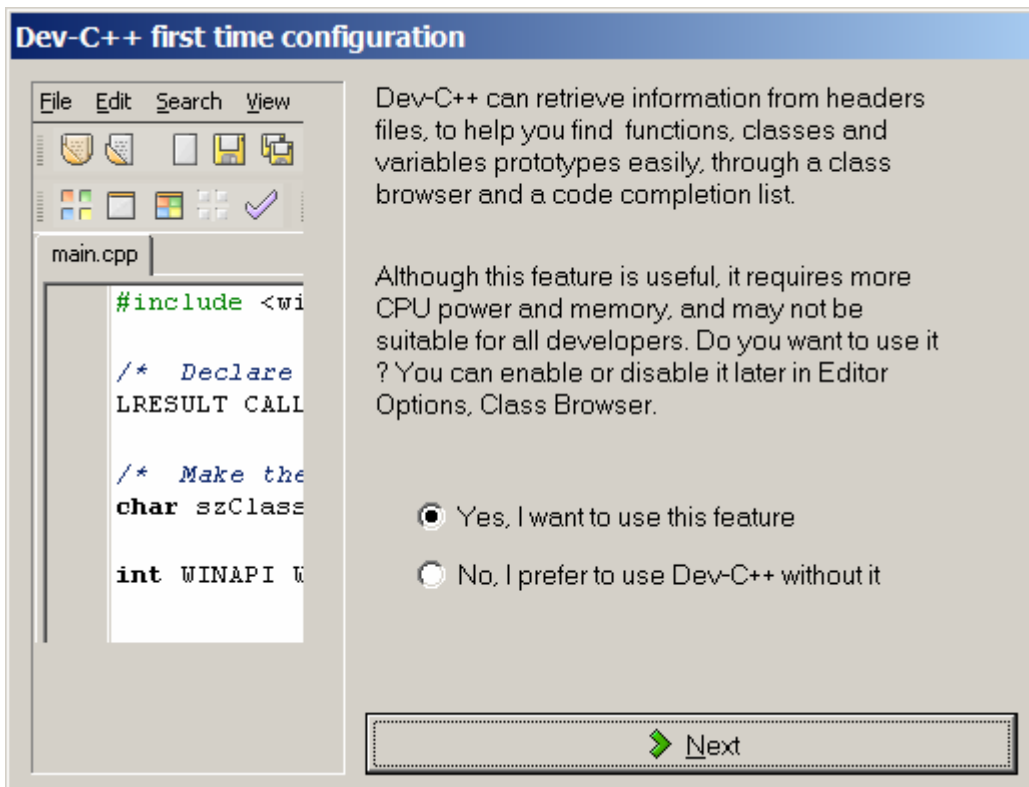 Dev-C++ first time configuration
File Edit Search View
main.cpp
#include <wi
/* Declare
LRESULT CALL
/* Make the
char szClass
int WINAPI W
Dev-C++ can retrieve information from headers
files, to help you find functions, classes and
variables prototypes easily, through a class
browser and a code completion list.
Although this feature is useful, it requires more
CPU power and memory, and may not be
suitable for all developers. Do you want to use it
? You can enable or disable it later in Editor
Options, Class Browser.
Yes, I want to use this feature
No, I prefer to use Dev-C++ without it
Next